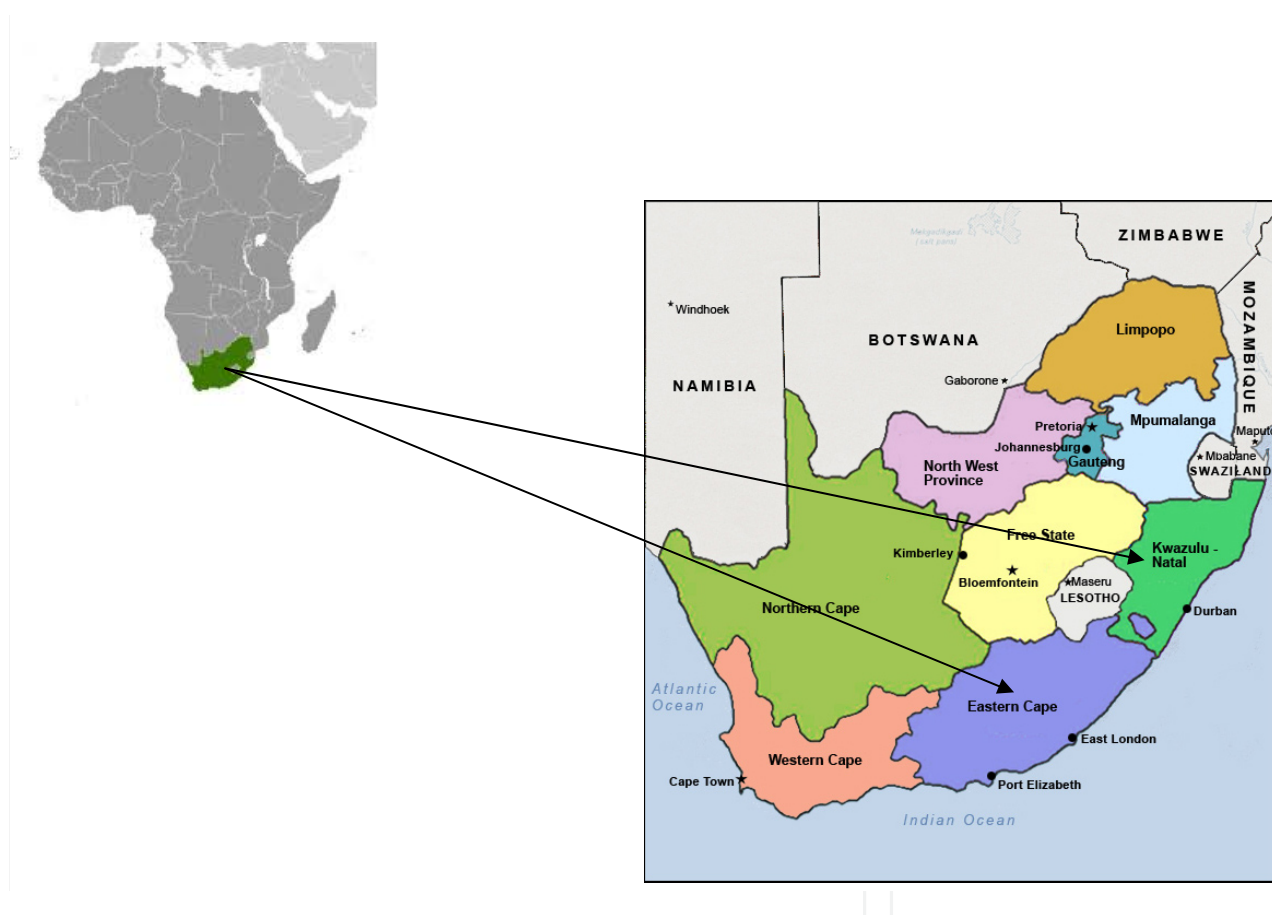 ZIMBABWE
MOZAMBIQUE
Windhoek
Limpopo
BOTSWANA
Gaborone
NAMIBIA
Mpumalanga
Pretoria
Maputo
Johannesburg
Mbabane
Gauteng
SWAZILAND
North West
Province
Free State
Kwazulu -
Natal
Kimberley
Bloemfontein
Maseru
LESOTHO
Northern Cape
Durban
Atlantic
Ocean
Eastern Cape
East London
Western Cape
Cape Town
Port Elizabeth
Indian Ocean